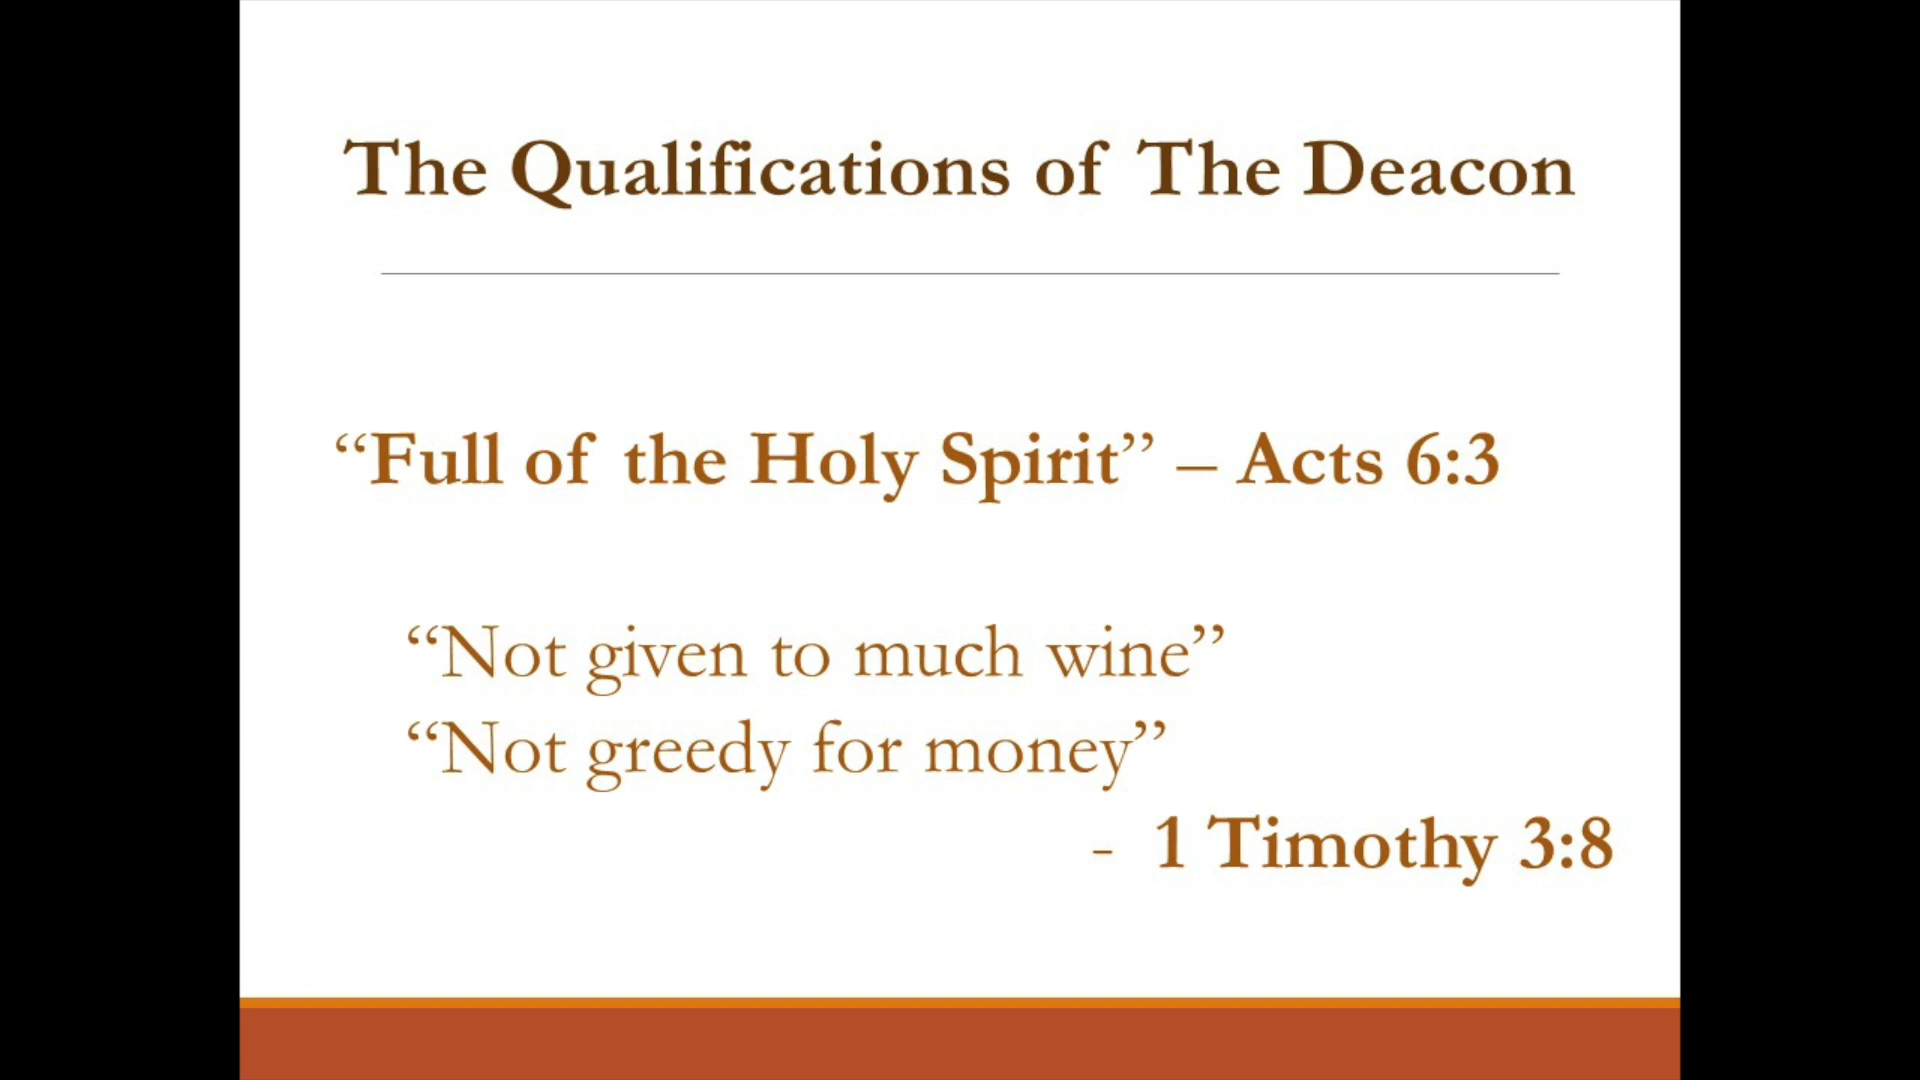 The Qualifications of The Deacon
“Full of the Holy Spirit” – Acts 6:3
“Not given to much wine”
“Not greedy for money”
- 1 Timothy 3:8